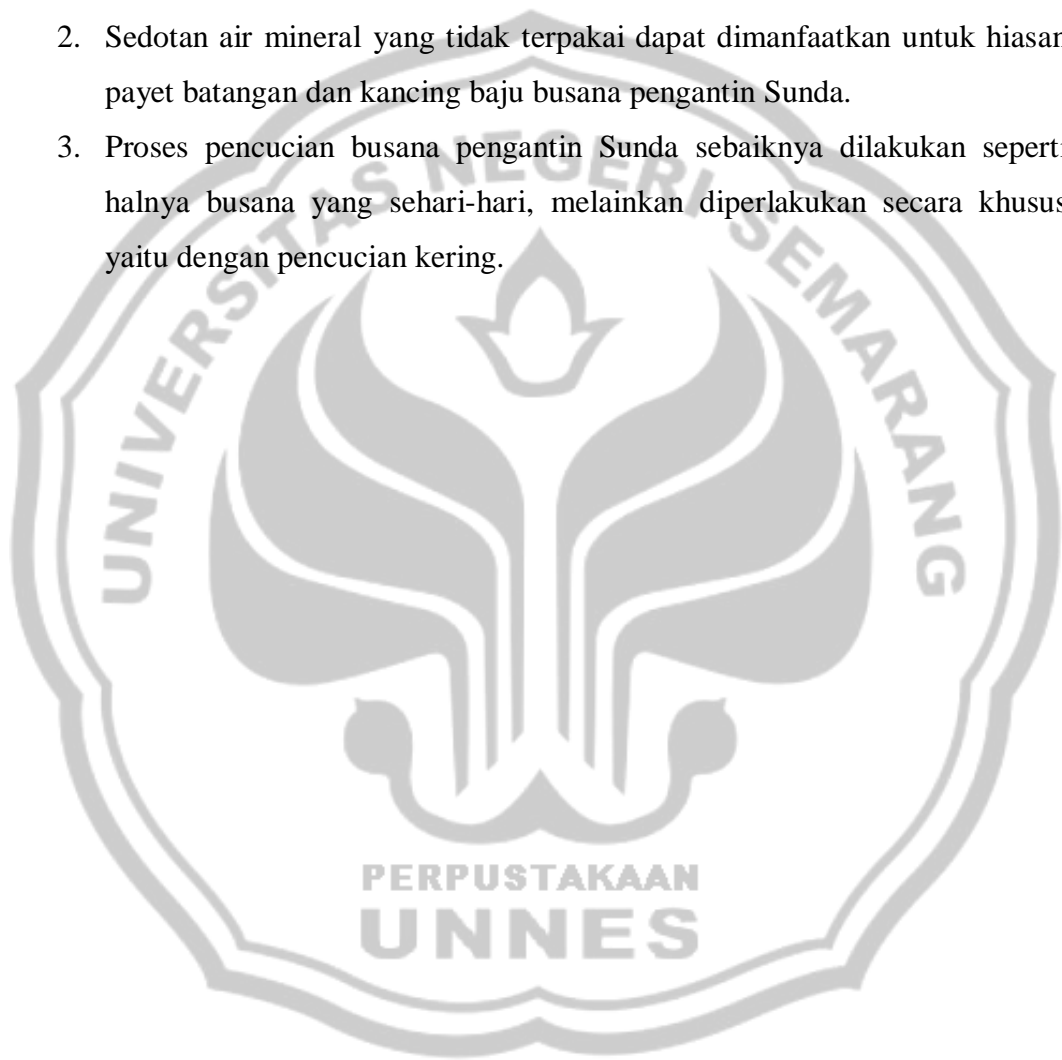 2. Sedotan air mineral yang tidak terpakai dapat dimanfaatkan untuk hiasan
payet batangan dan kancing baju busana pengantin Sunda.
3. Proses pencucian busana pengantin Sunda sebaiknya dilakukan seperti
halnya busana yang sehari-hari, melainkan diperlakukan secara khusus
yaitu dengan pencucian kering.
UNIVERSITAS NEGERI SEMARANG
PERPUSTAKAAN
UNNES